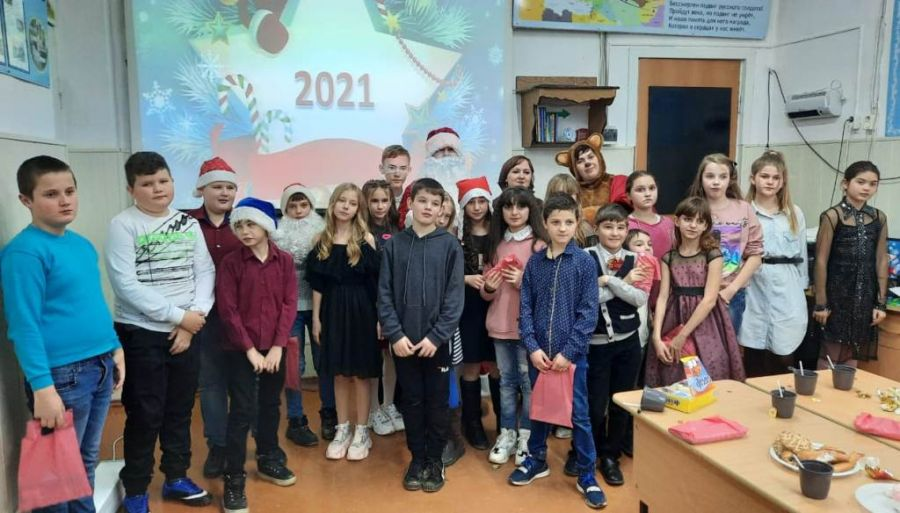 Бессмертен подвиг русского солдата!
Пройдут века, но подвиг не умрёт,
И наша память для него награда,
Которая в сердцах у нас живёт.
2021